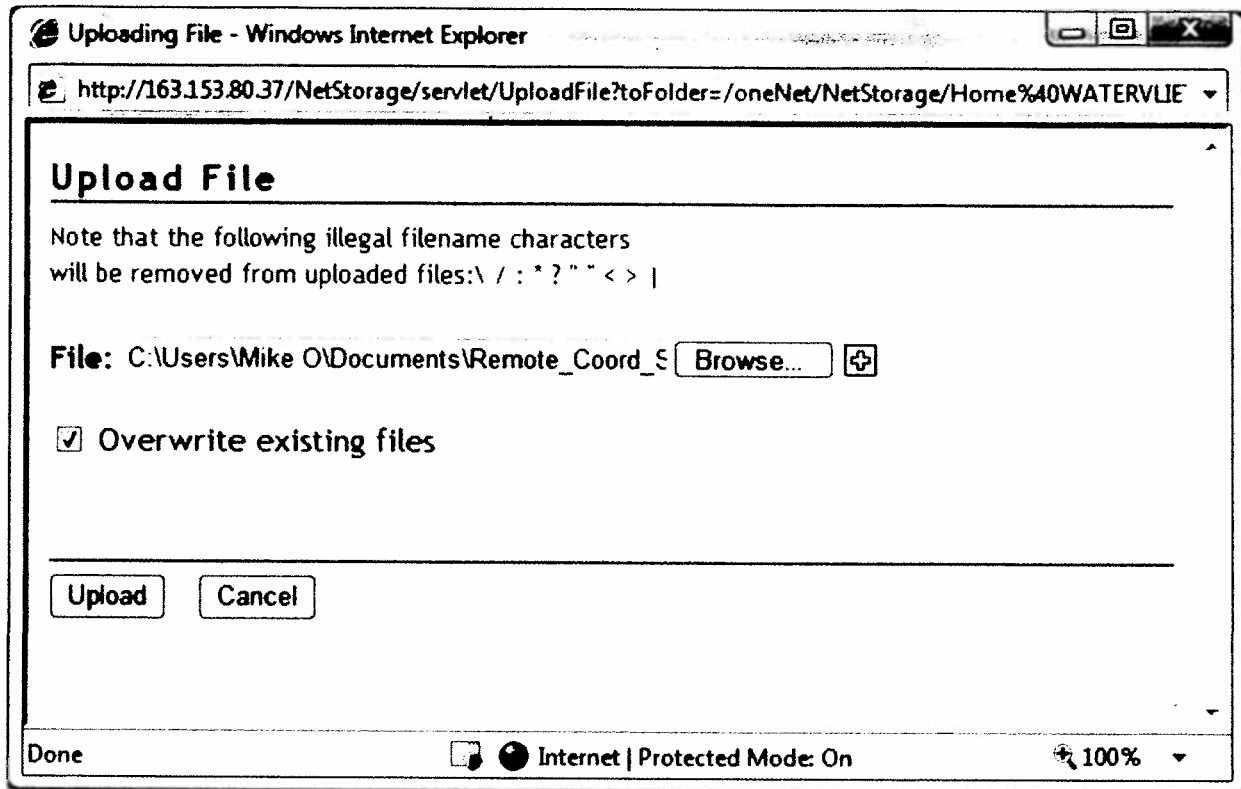 Uploading File - Windows Internet Explorer
http://163.153.80.37/NetStorage/servlet/UploadFile?toFolder=/oneNet/NetStorage/Home%40WATERVLIET
Upload File
Note that the following illegal filename characters
will be removed from uploaded files:\ / : * ? " " < > |
File: C:\Users\Mike O\Documents\Remote_Coord_S Browse...
Overwrite existing files
Upload Cancel
Done Internet | Protected Mode: On 100%